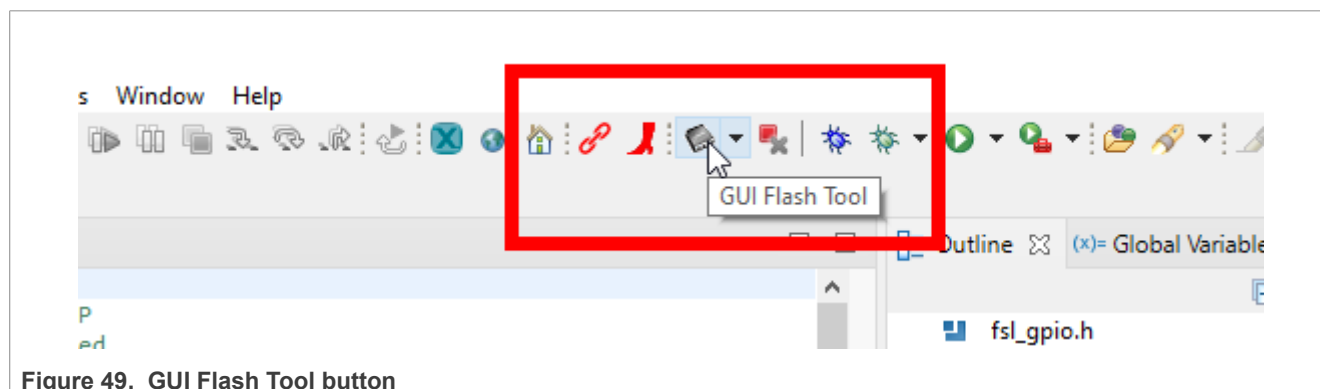 s Window Help
GUI Flash Tool
Outline (x)= Global Variable
P
ed
fsl_gpio.h
Figure 49. GUI Flash Tool button